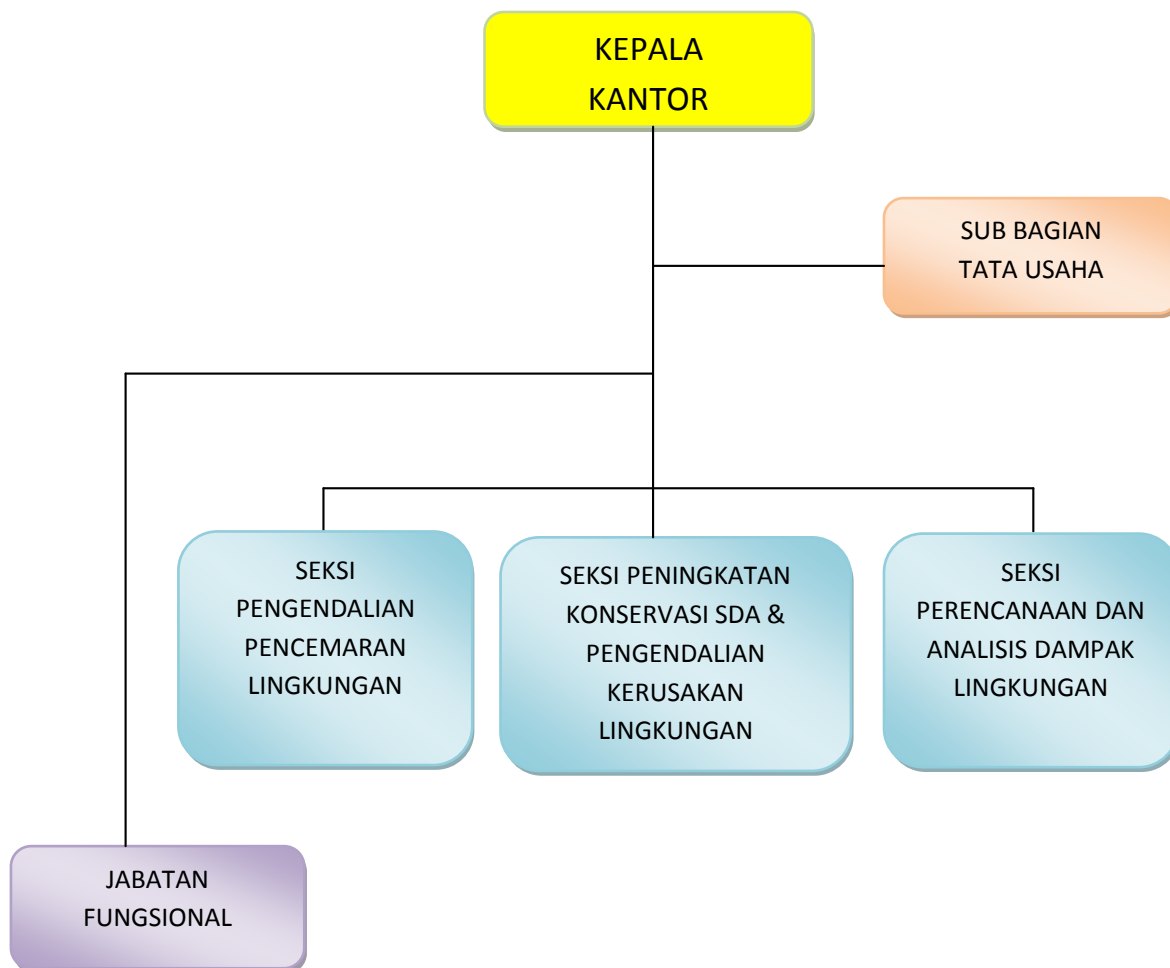 KEPALA
KANTOR
SUB BAGIAN
TATA USAHA
SEKSI
PENGENDALIAN
PENCEMARAN
LINGKUNGAN
SEKSI PENINGKATAN
KONSERVASI SDA &
PENGENDALIAN
KERUSAKAN
LINGKUNGAN
SEKSI
PERENCANAAN DAN
ANALISIS DAMPAK
LINGKUNGAN
JABATAN
FUNGSIONAL